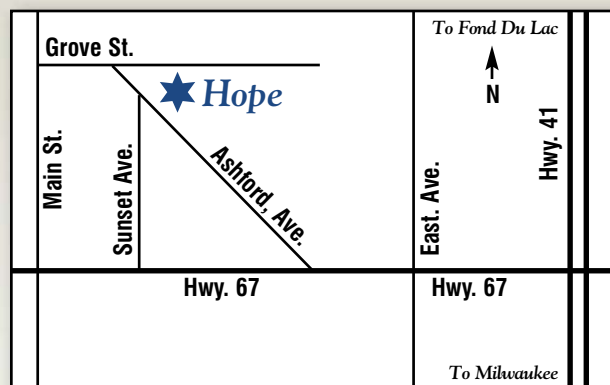 To Fond Du Lac
Grove St.
N
Hope
Main St.
Sunset Ave.
Ashford, Ave.
East. Ave.
Hwy. 41
Hwy. 67
Hwy. 67
To Milwaukee